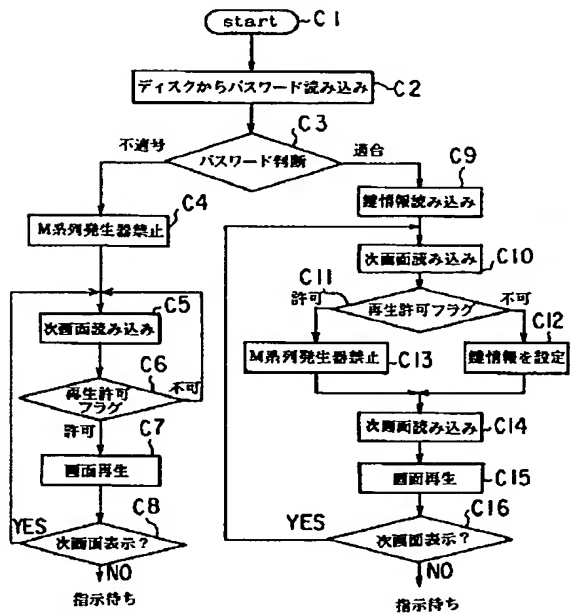 start
C1
ディスクからパスワード読み込み
C2
C3
パスワード判断
不適号
適合
C4
M系列発生器禁止
C5
次画面読み込み
C6
再生許可
フラグ
不可
許可
C7
画面再生
C8
YES
次画面表示?
NO
指示待ち
C9
鍵情報読み込み
次画面読み込み
C10
C11
許可
再生許可フラグ
不可
C12
M系列発生器禁止
C13
鍵情報を設定
次画面読み込み
C14
画面再生
C15
C16
YES
次画面表示?
NO
指示待ち